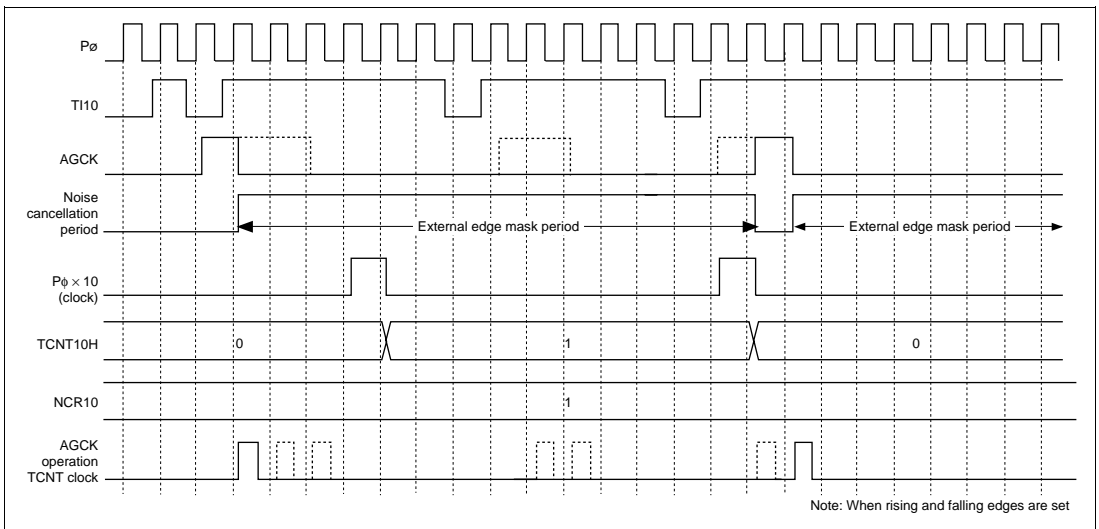 Pø
TI10
AGCK
Noise
cancellation
period
External edge mask period
External edge mask period
Pϕ × 10
(clock)
TCNT10H
0
1
0
NCR10
1
AGCK
operation
TCNT clock
Note: When rising and falling edges are set